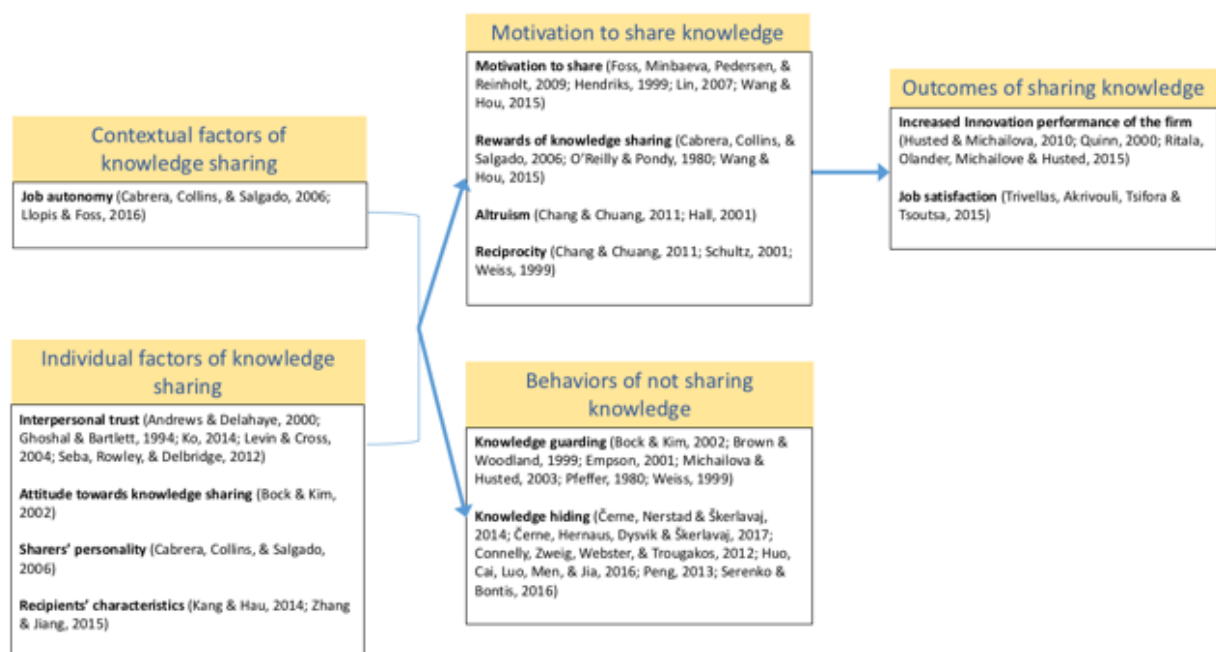 Contextual factors of
knowledge sharing
Job autonomy (Cabrera, Collins, & Salgado, 2006;
Llopis & Foss, 2016)
Individual factors of knowledge
sharing
Interpersonal trust (Andrews & Delahaye, 2000;
Ghoshal & Bartlett, 1994; Ko, 2014; Levin & Cross,
2004; Seba, Rowley, & Delbridge, 2012)
Attitude towards knowledge sharing (Bock & Kim,
2002)
Sharers' personality (Cabrera, Collins, & Salgado,
2006)
Recipients' characteristics (Kang & Hau, 2014; Zhang
& Jiang, 2015)
Motivation to share knowledge
Motivation to share (Foss, Minbaeva, Pedersen, &
Reinholt, 2009; Hendriks, 1999; Lin, 2007; Wang &
Hou, 2015)
Rewards of knowledge sharing (Cabrera, Collins, &
Salgado, 2006; O'Reilly & Pondy, 1980; Wang &
Hou, 2015)
Altruism (Chang & Chuang, 2011; Hall, 2001)
Reciprocity (Chang & Chuang, 2011; Schultz, 2001;
Weiss, 1999)
Behaviors of not sharing
knowledge
Knowledge guarding (Bock & Kim, 2002; Brown &
Woodland, 1999; Empson, 2001; Michailova &
Husted, 2003; Pfeffer, 1980; Weiss, 1999)
Knowledge hiding (Černe, Nerstad & Škerlavaj,
2014; Černe, Hernaus, Dysvik & Škerlavaj, 2017;
Connelly, Zweig, Webster, & Trougakos, 2012; Huo,
Cai, Luo, Men, & Jia, 2016; Peng, 2013; Serenko &
Bontis, 2016)
Outcomes of sharing knowledge
Increased Innovation performance of the firm
(Husted & Michailova, 2010; Quinn, 2000; Ritala,
Olander, Michailove & Husted, 2015)
Job satisfaction (Trivellas, Akrivouli, Tsifora &
Tsoutsa, 2015)